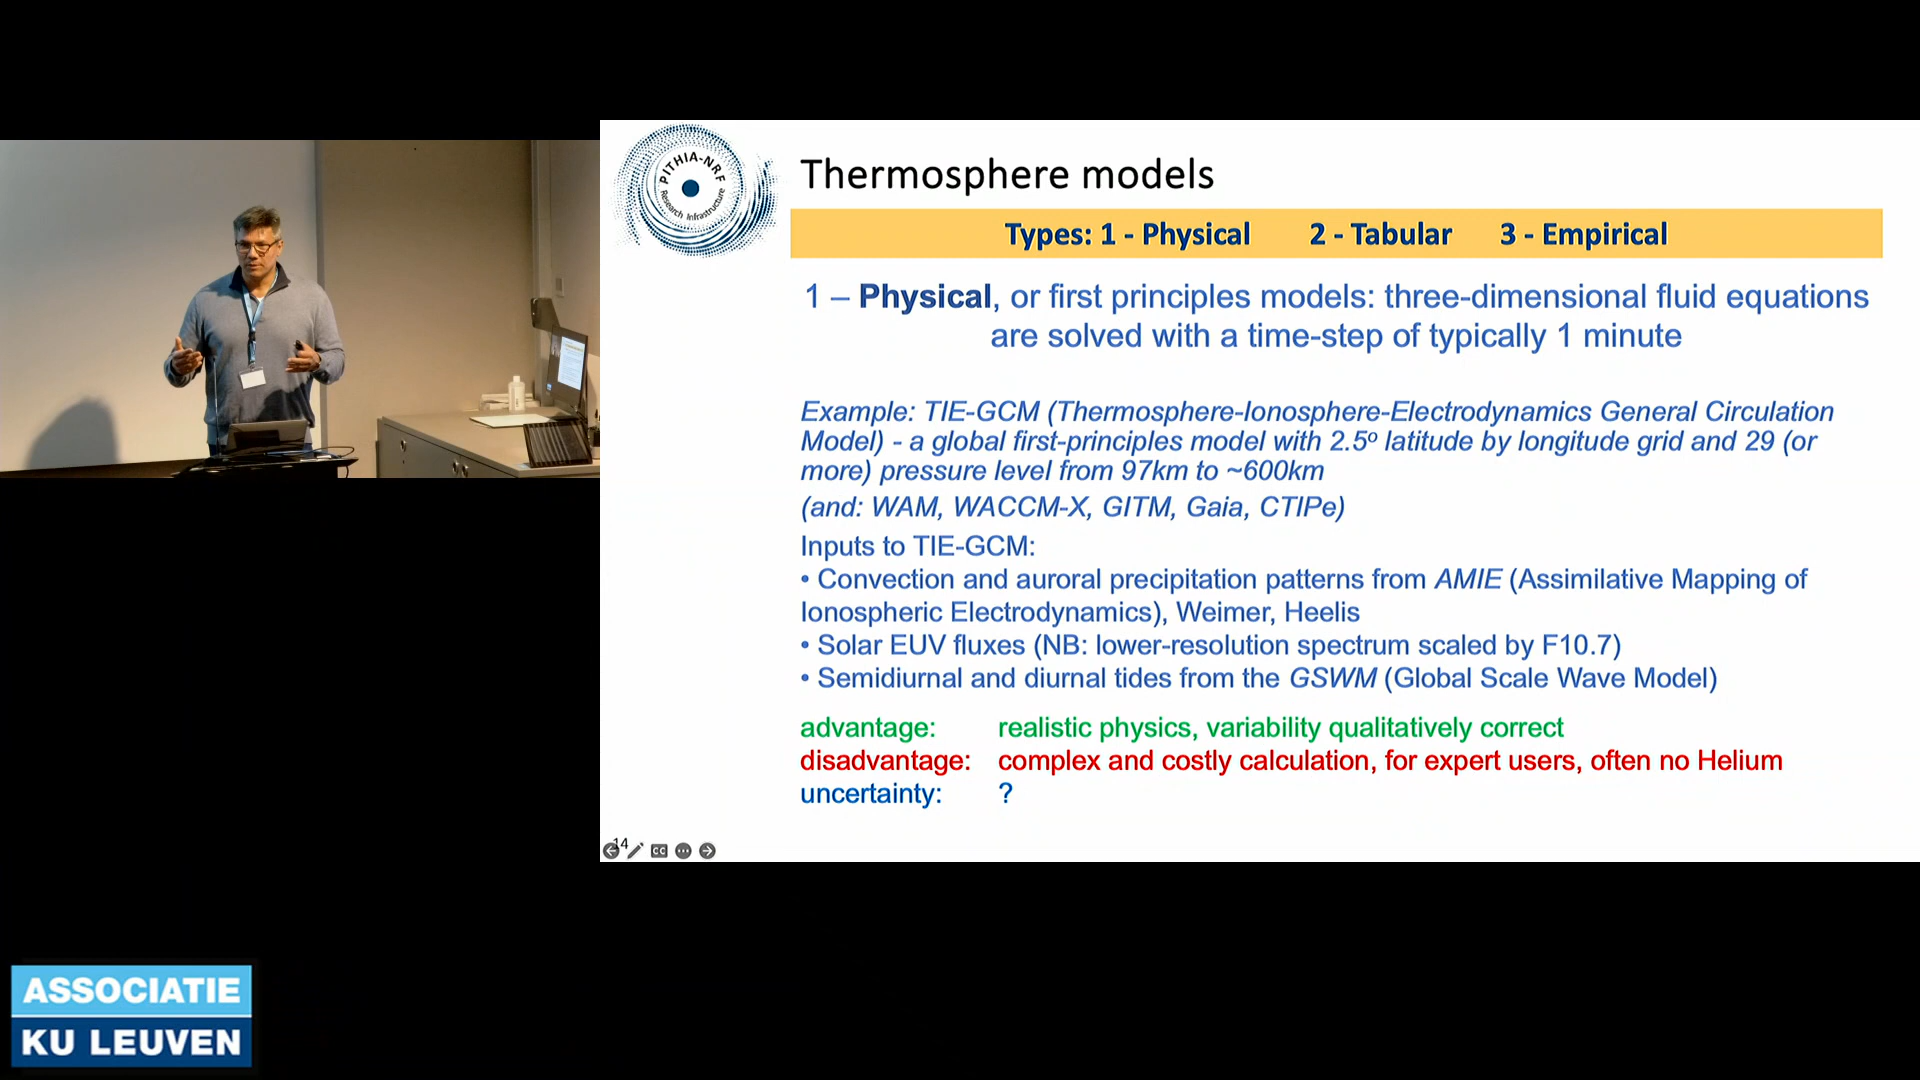 PITHIA-NRF
Research Infrastructure
Thermosphere models
Types: 1 - Physical 2 - Tabular 3 - Empirical
1 – Physical, or first principles models: three-dimensional fluid equations
are solved with a time-step of typically 1 minute
Example: TIE-GCM (Thermosphere-Ionosphere-Electrodynamics General Circulation
Model) - a global first-principles model with 2.5º latitude by longitude grid and 29 (or
more) pressure level from 97km to ~600km
(and: WAM, WACCM-X, GITM, Gaia, CTIPe)
Inputs to TIE-GCM:
• Convection and auroral precipitation patterns from AMIE (Assimilative Mapping of
Ionospheric Electrodynamics), Weimer, Heelis
• Solar EUV fluxes (NB: lower-resolution spectrum scaled by F10.7)
• Semidiurnal and diurnal tides from the GSWM (Global Scale Wave Model)
advantage: realistic physics, variability qualitatively correct
disadvantage: complex and costly calculation, for expert users, often no Helium
uncertainty: ?
14
CC
ASSOCIATIE
KU LEUVEN